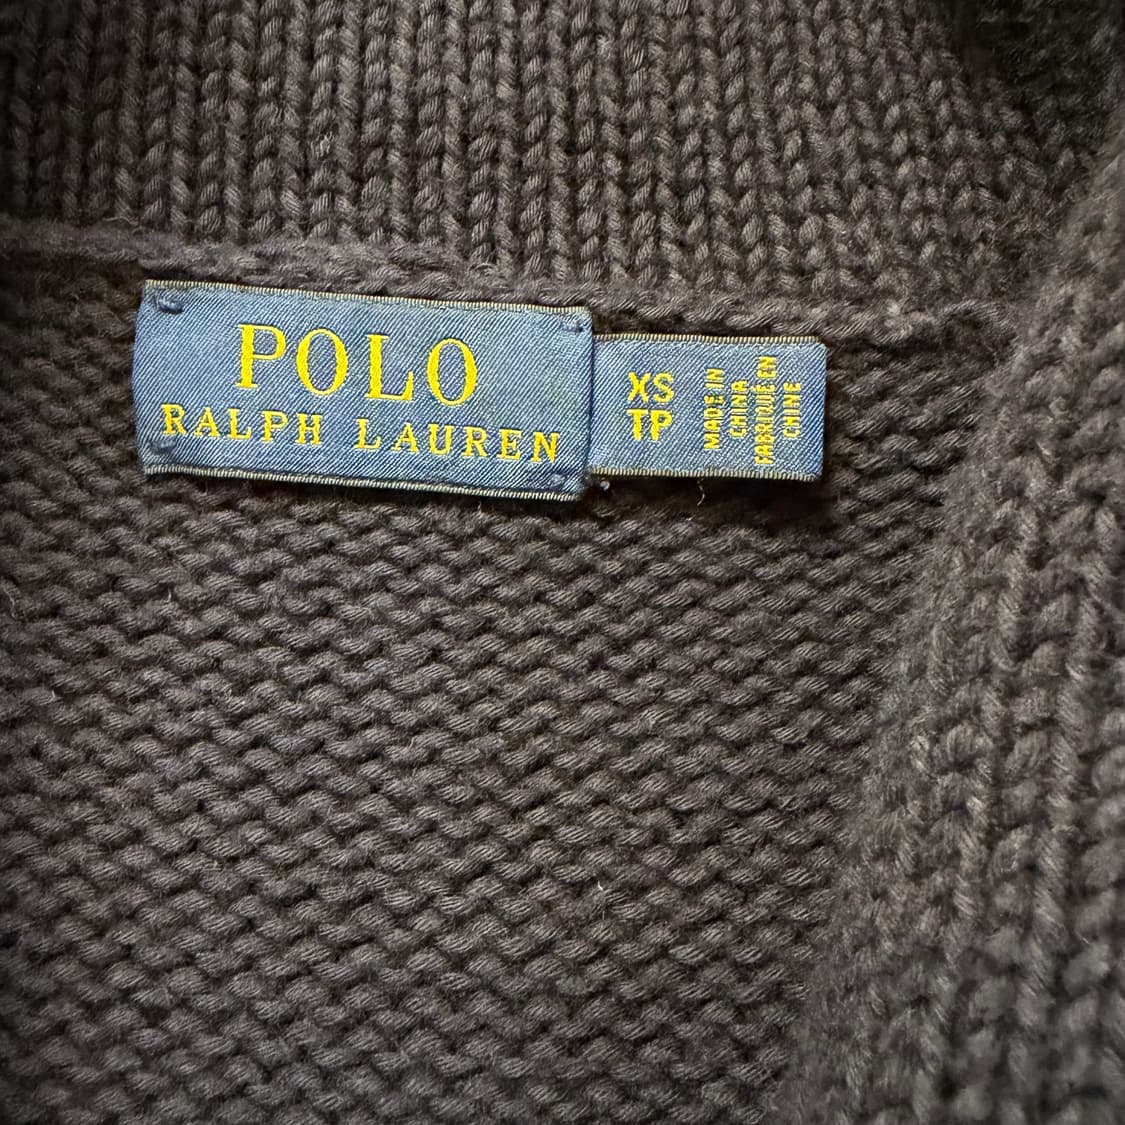 POLO
RALPH LAUREN
XS
TP
MADE IN
CHINA
FABRIQUÉ EN
CHINE